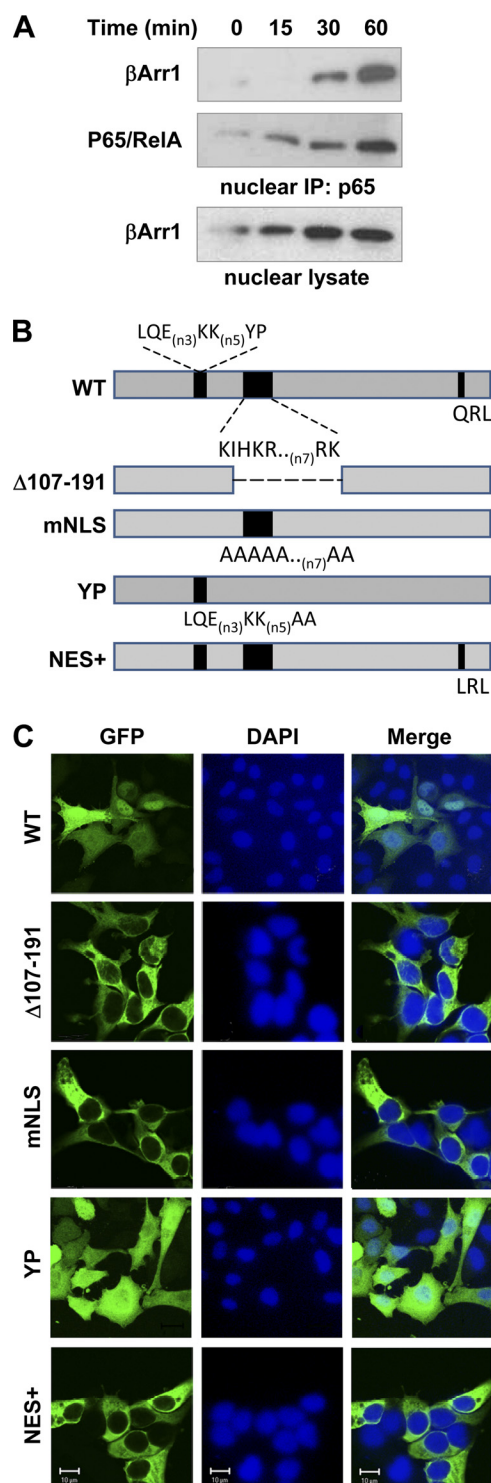 A
Time (min) 0 15 30 60
βArr1
P65/RelA
nuclear IP: p65
βArr1
nuclear lysate
B
LQE(n3)KK(n5)YP
WT
QRL
KIHKR..(n7)RK
Δ107-191
mNLS
AAAAA..(n7)AA
YP
LQE(n3)KK(n5)AA
NES+
LRL
C
GFP DAPI Merge
WT
Δ107-191
mNLS
YP
NES+
10 μm 10 μm 10 μm